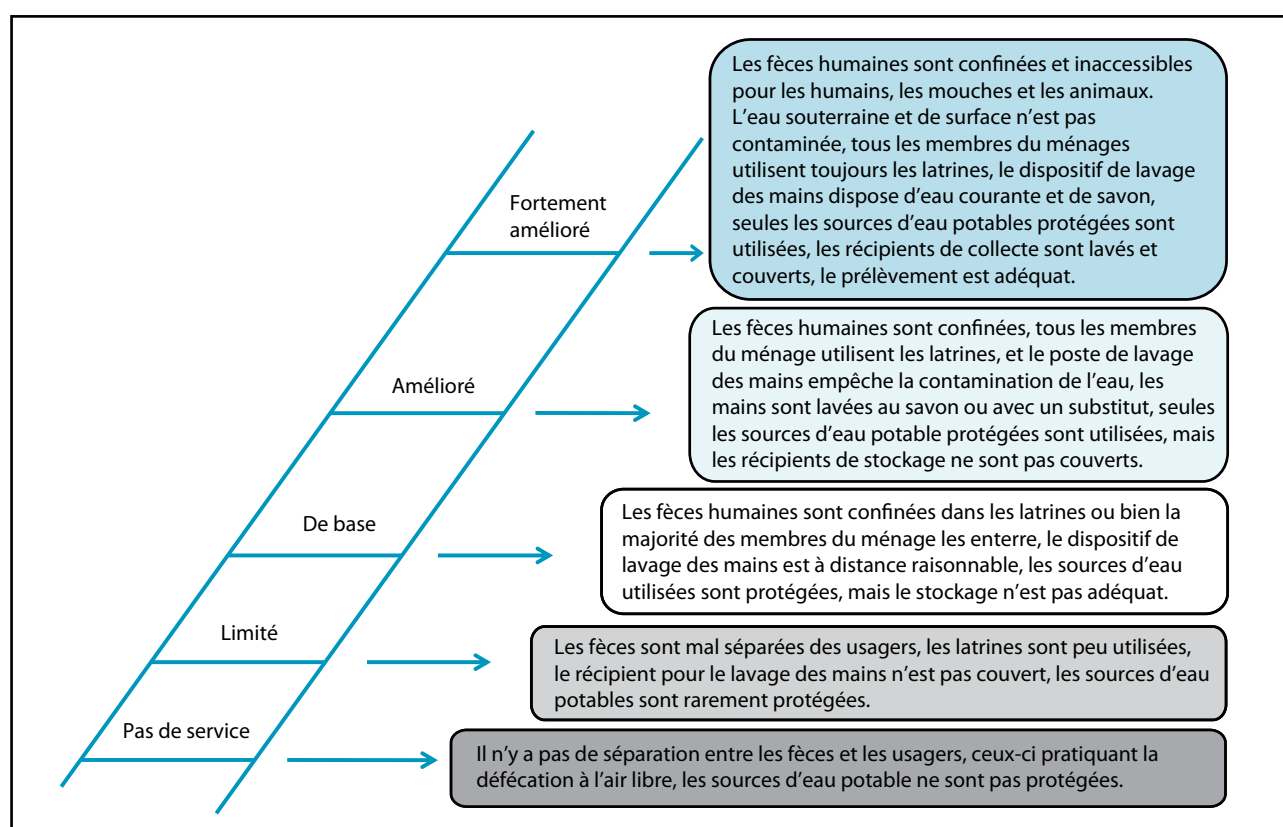 Les fèces humaines sont confinées et inaccessibles
pour les humains, les mouches et les animaux.
L'eau souterraine et de surface n'est pas
contaminée, tous les membres du ménages
utilisent toujours les latrines, le dispositif de lavage
des mains dispose d'eau courante et de savon,
seules les sources d'eau potables protégées sont
utilisées, les récipients de collecte sont lavés et
couverts, le prélèvement est adéquat.
Fortement
amélioré
Les fèces humaines sont confinées, tous les membres
du ménage utilisent les latrines, et le poste de lavage
des mains empêche la contamination de l'eau, les
mains sont lavées au savon ou avec un substitut, seules
les sources d'eau potable protégées sont utilisées, mais
les récipients de stockage ne sont pas couverts.
Amélioré
Les fèces humaines sont confinées dans les latrines ou bien la
majorité des membres du ménage les enterre, le dispositif de
lavage des mains est à distance raisonnable, les sources d'eau
utilisées sont protégées, mais le stockage n'est pas adéquat.
De base
Les fèces sont mal séparées des usagers, les latrines sont peu utilisées,
le récipient pour le lavage des mains n'est pas couvert, les sources d'eau
potables sont rarement protégées.
Limité
Il n'y a pas de séparation entre les fèces et les usagers, ceux-ci pratiquant la
défécation à l'air libre, les sources d'eau potable ne sont pas protégées.
Pas de service